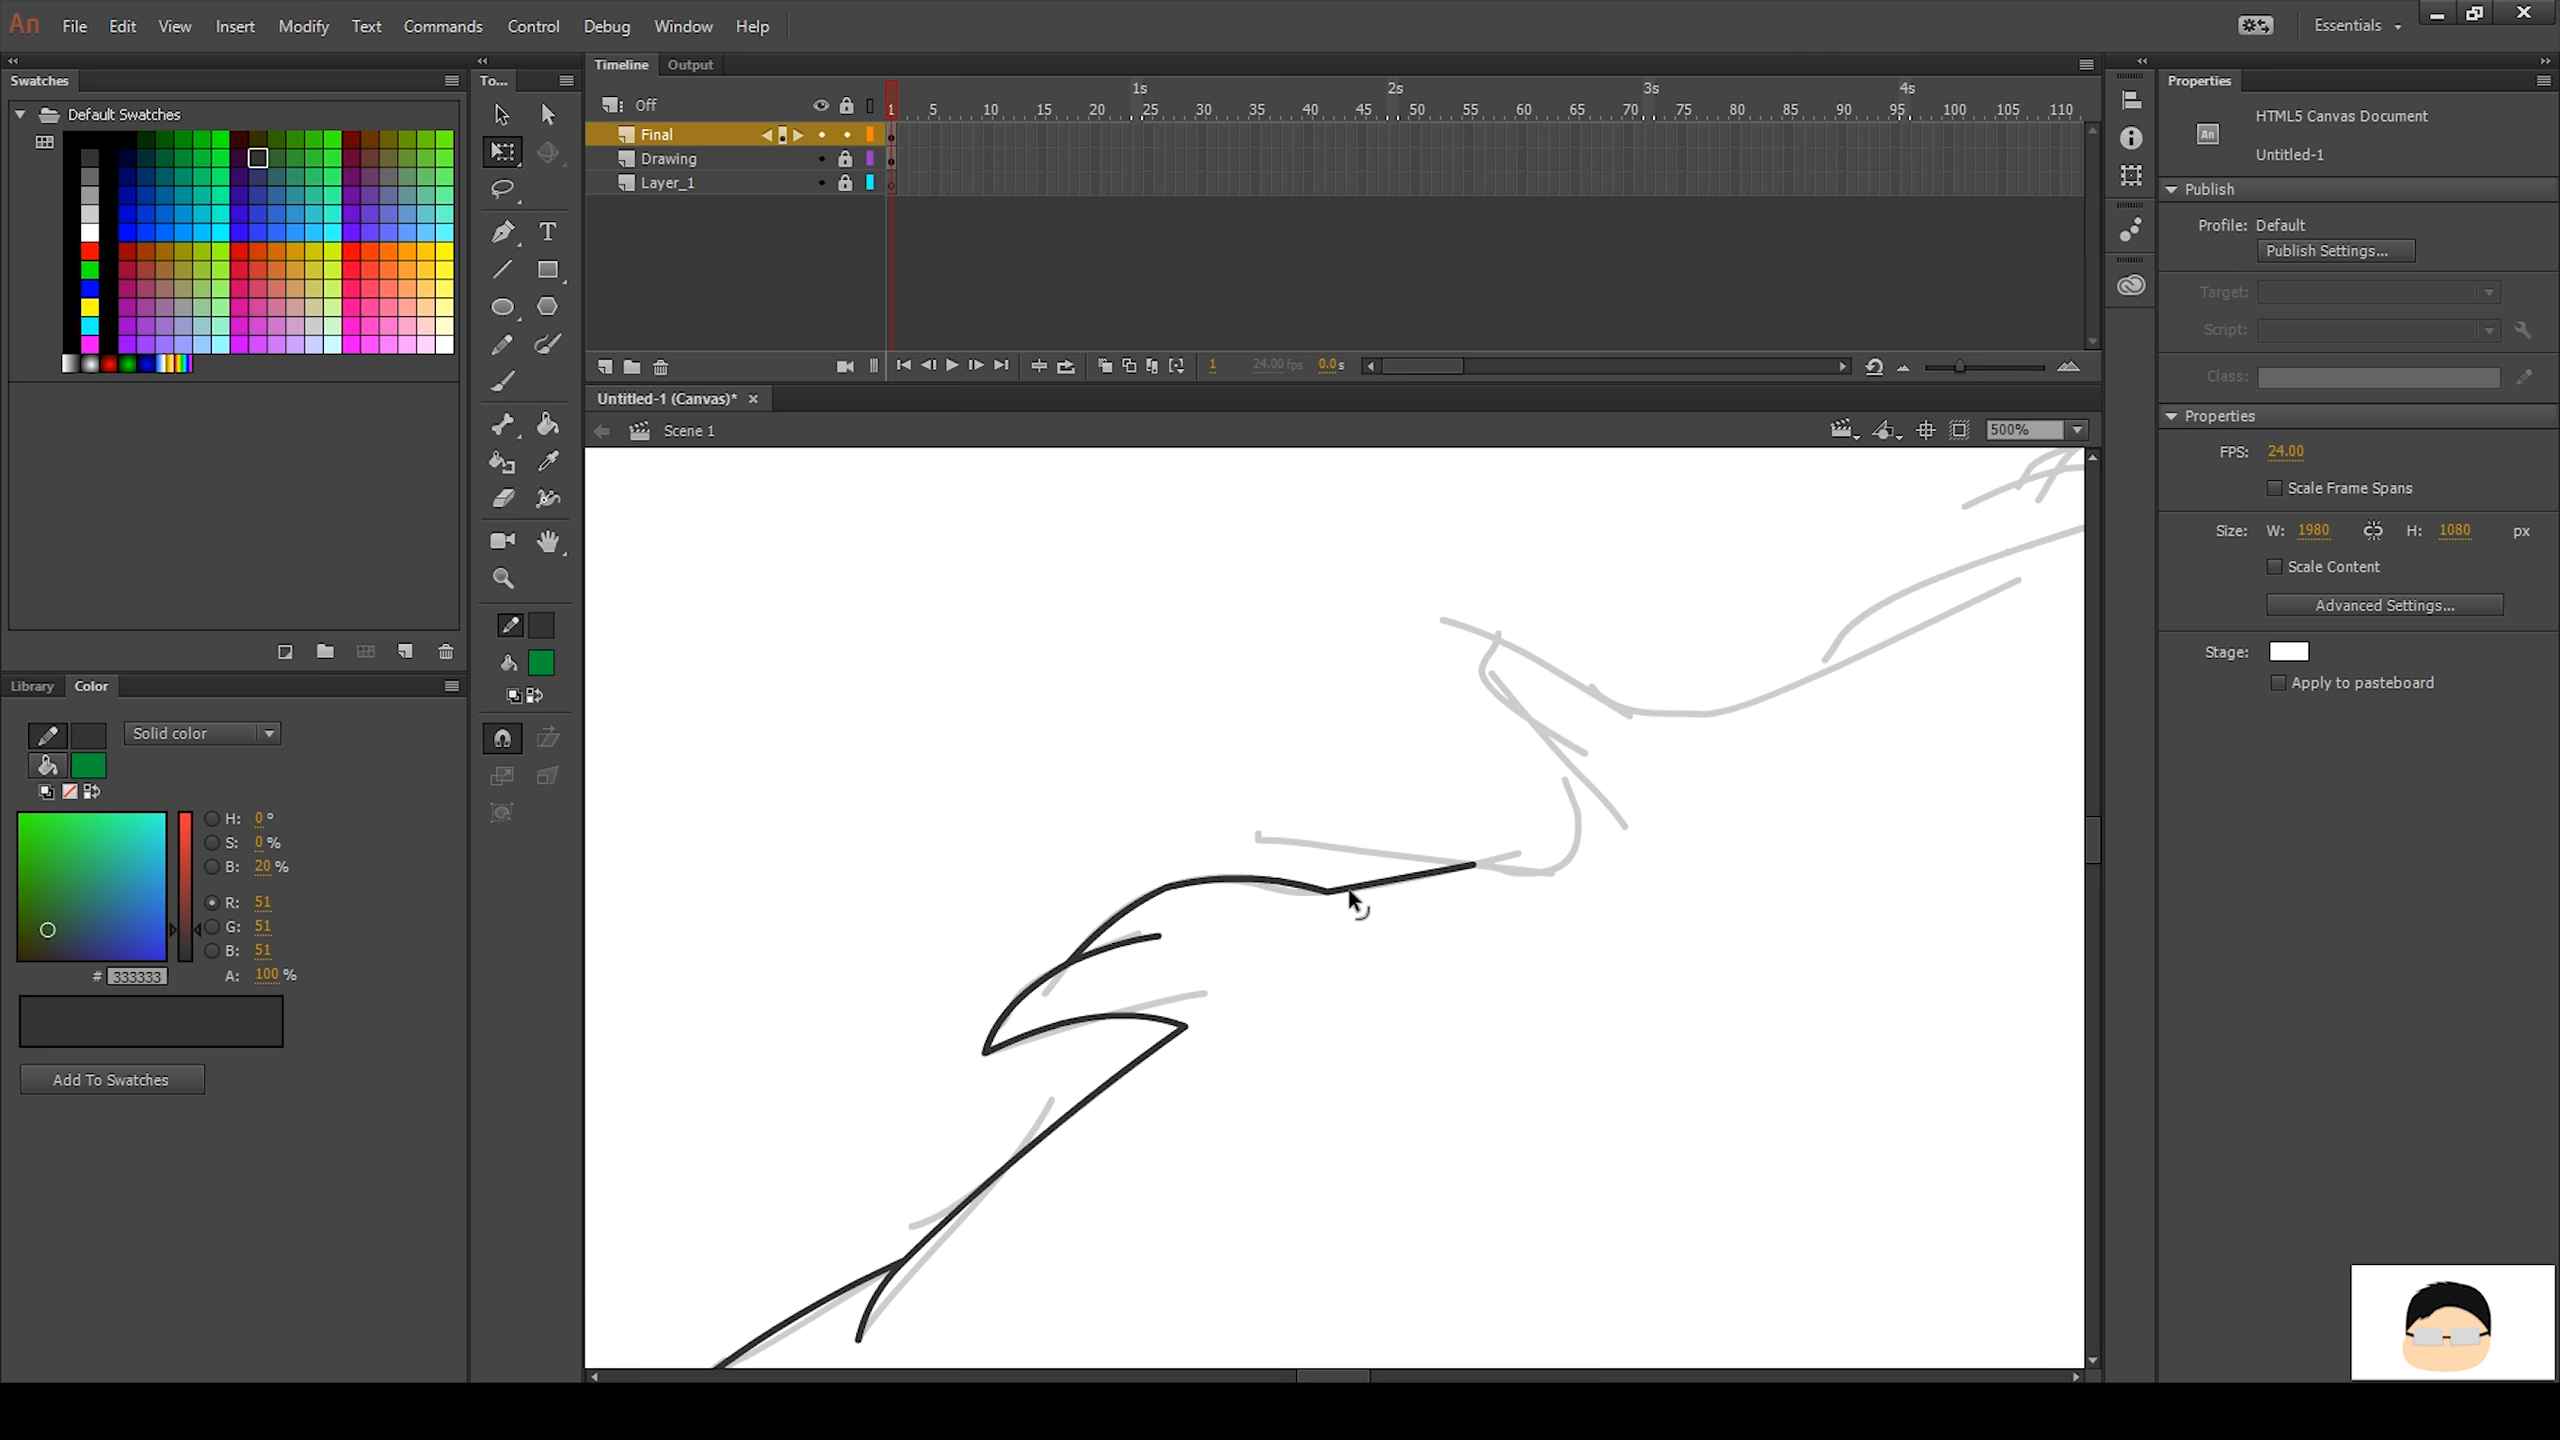 An File Edit View Insert Modify Text Commands Control Debug Window Help Essentials
Swatches To... Timeline Output Properties
Default Swatches
1s 2s 3s 4s
Off 1 5 10 15 20 25 30 35 40 45 50 55 60 65 70 75 80 85 90 95 100 105 110
Final
Drawing
Layer_1
1 24.00 fps 0.0 s
Untitled-1 (Canvas)*
Scene 1 500%
Library Color
Solid color
H: 0 °
S: 0 %
B: 20 %
R: 51
G: 51
B: 51
# 333333 A: 100 %
Add To Swatches
HTML5 Canvas Document
An
Untitled-1
Publish
Profile: Default
Publish Settings...
Target:
Script:
Class:
Properties
FPS: 24.00
Scale Frame Spans
Size: W: 1980 H: 1080 px
Scale Content
Advanced Settings...
Stage:
Apply to pasteboard